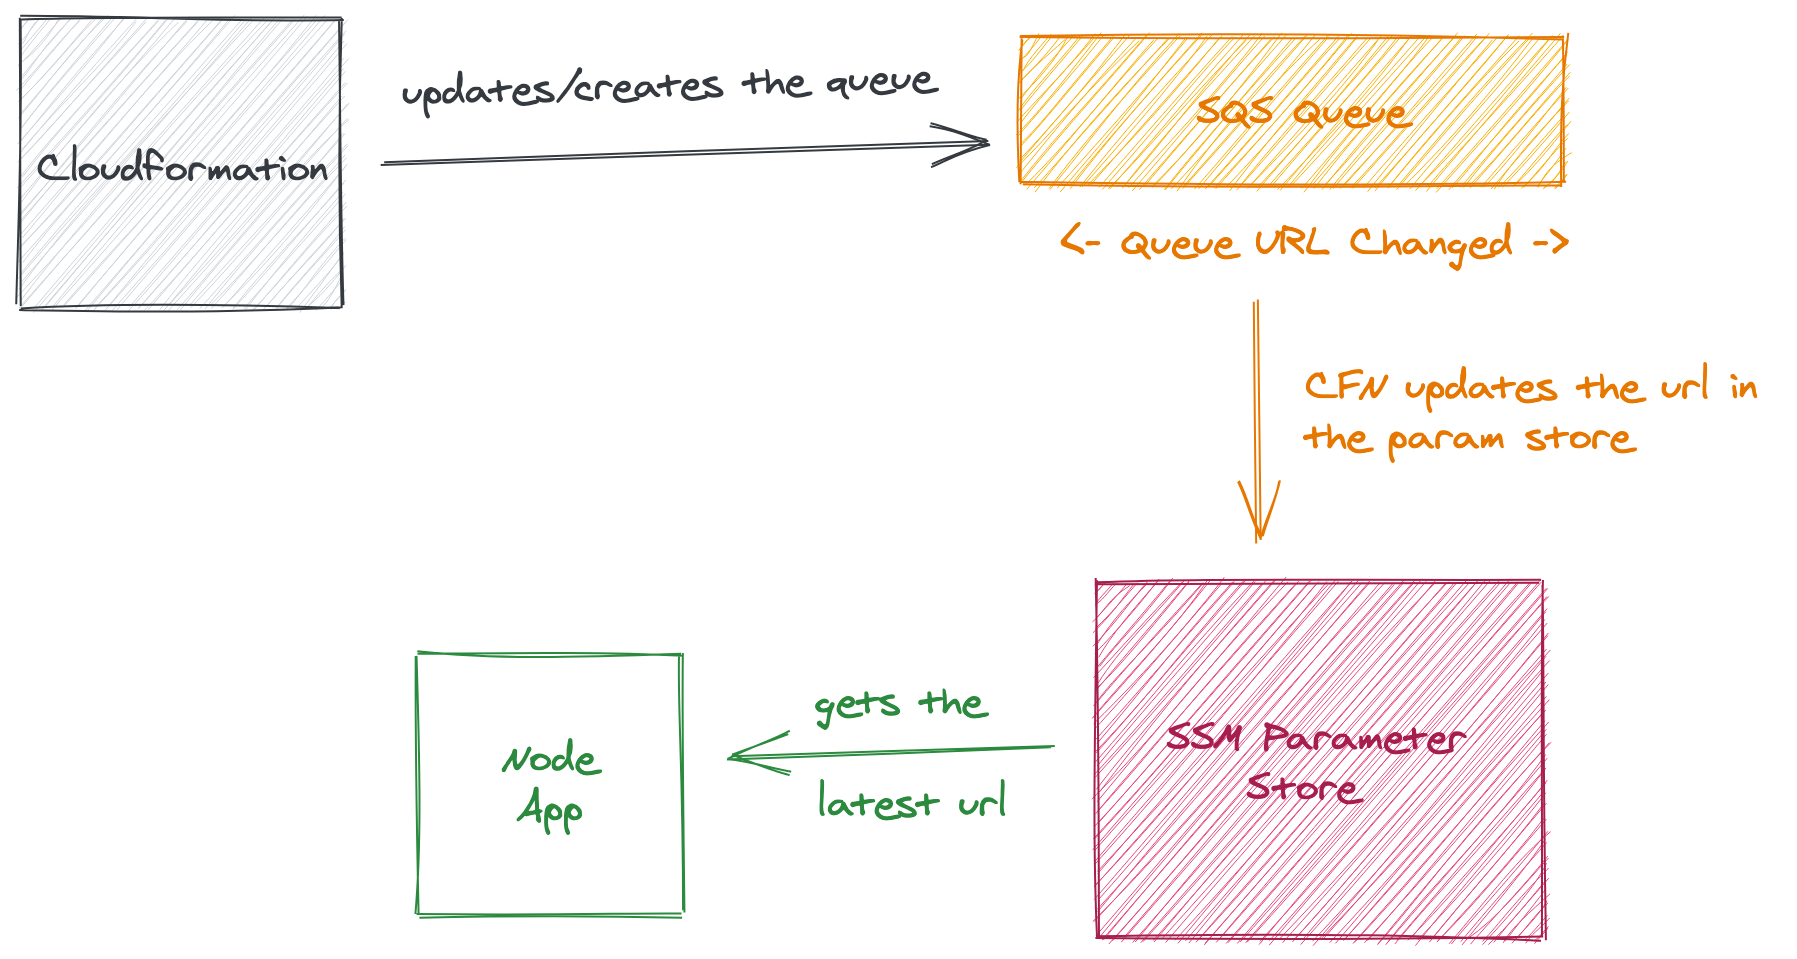 Cloudformation
updates/creates the queue
SQS Queue
<- Queue URL Changed ->
CFN updates the url in
the param store
SSM Parameter
Store
gets the
latest url
Node
App